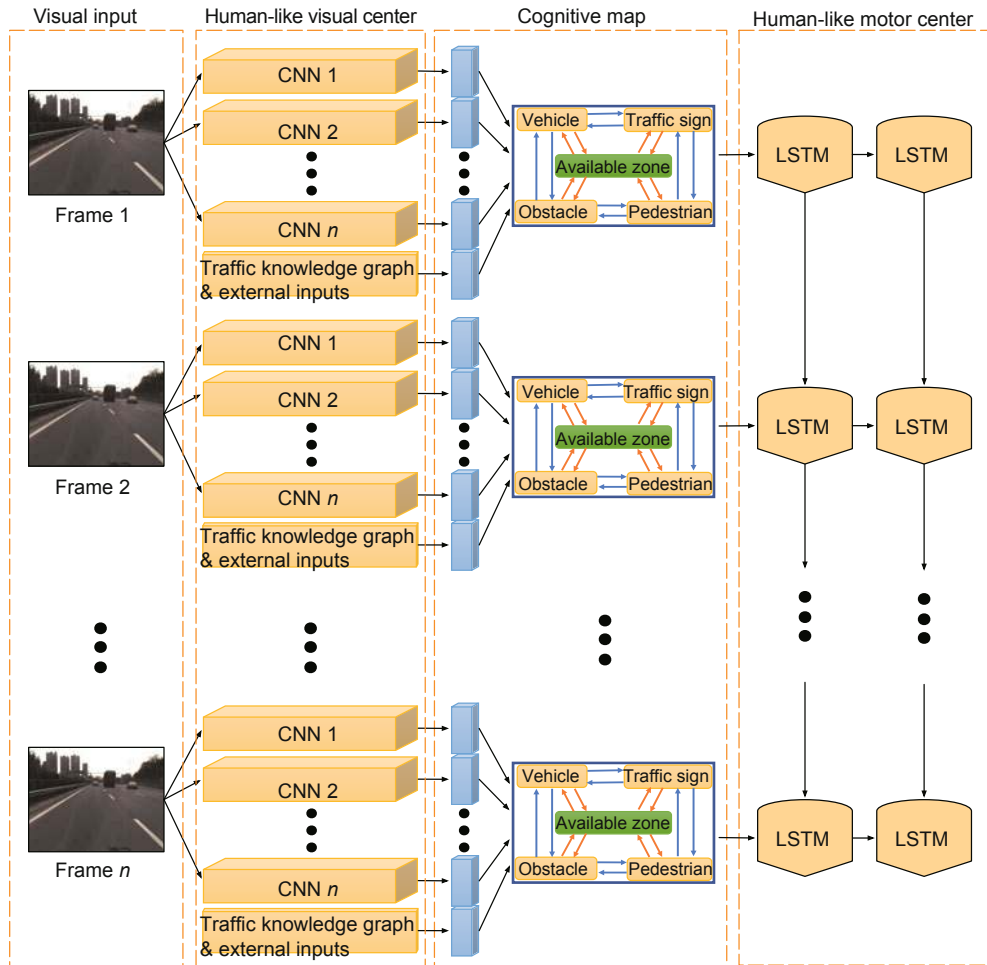 Visual input
Human-like visual center
Cognitive map
Human-like motor center
Frame 1
CNN 1
CNN 2
CNN n
Traffic knowledge graph
& external inputs
Vehicle
Traffic sign
Available zone
Obstacle
Pedestrian
LSTM
LSTM
Frame 2
CNN 1
CNN 2
CNN n
Traffic knowledge graph
& external inputs
Vehicle
Traffic sign
Available zone
Obstacle
Pedestrian
LSTM
LSTM
Frame n
CNN 1
CNN 2
CNN n
Traffic knowledge graph
& external inputs
Vehicle
Traffic sign
Available zone
Obstacle
Pedestrian
LSTM
LSTM